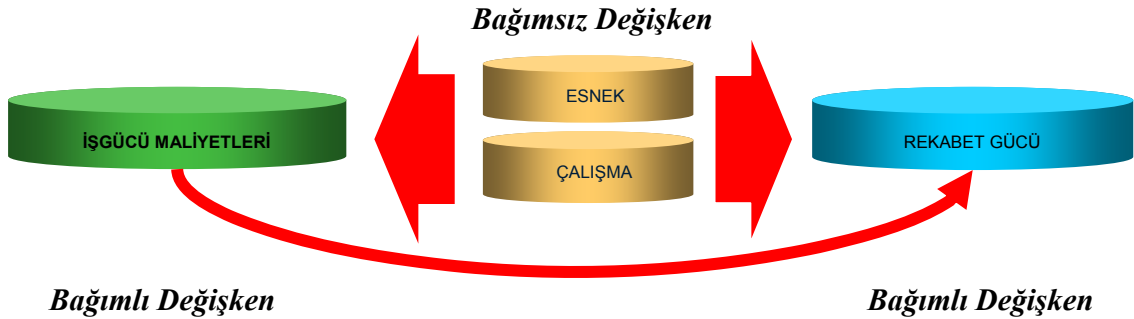 Bağımsız Değişken
ESNEK
İŞGÜCÜ MALİYETLERİ
REKABET GÜCÜ
ÇALIŞMA
Bağımlı Değişken
Bağımlı Değişken